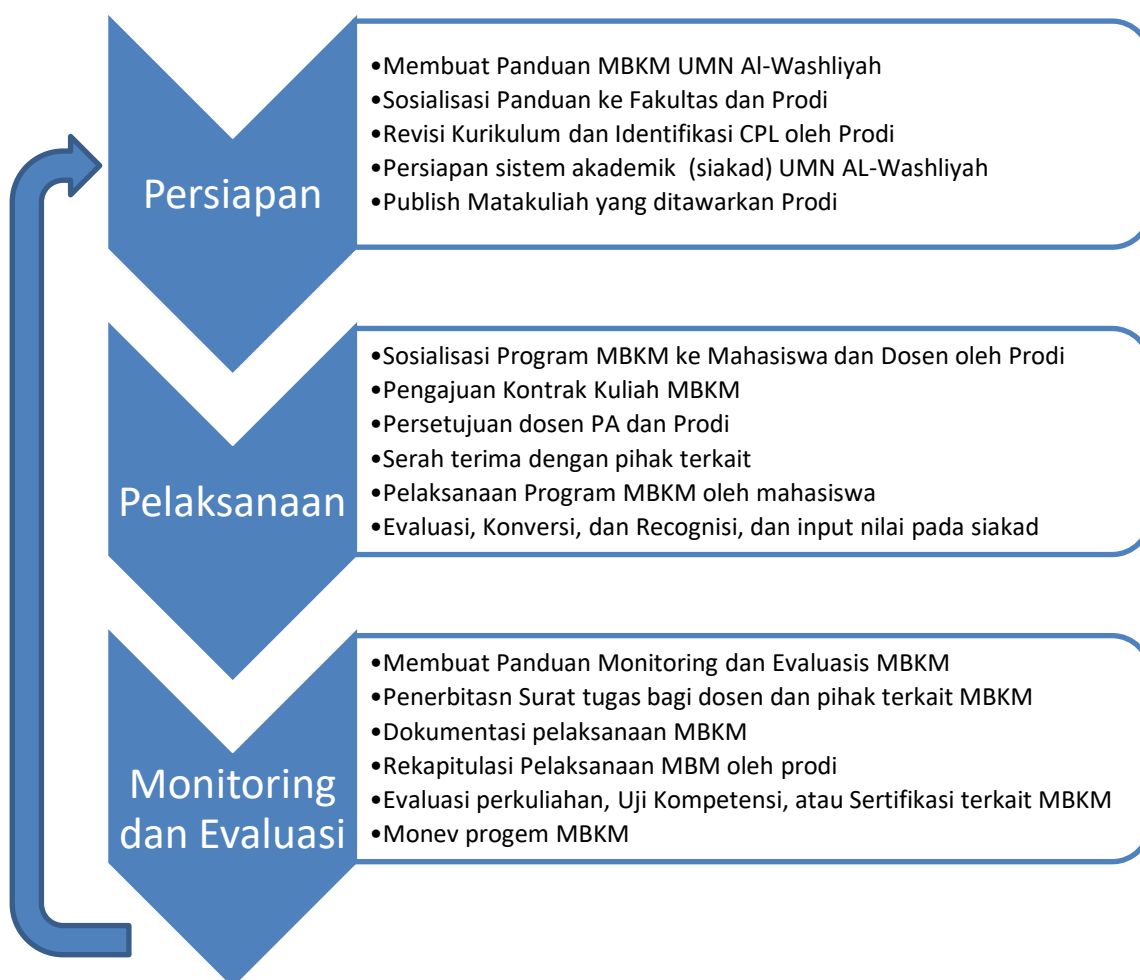 Persiapan
•Membuat Panduan MBKM UMN Al-Washliyah
•Sosialisasi Panduan ke Fakultas dan Prodi
•Revisi Kurikulum dan Identifikasi CPL oleh Prodi
•Persiapan sistem akademik  (siakad) UMN AL-Washliyah
•Publish Matakuliah yang ditawarkan Prodi
Pelaksanaan
•Sosialisasi Program MBKM ke Mahasiswa dan Dosen oleh Prodi
•Pengajuan Kontrak Kuliah MBKM
•Persetujuan dosen PA dan Prodi
•Serah terima dengan pihak terkait
•Pelaksanaan Program MBKM oleh mahasiswa
•Evaluasi, Konversi, dan Recognisi, dan input nilai pada siakad
Monitoring
dan Evaluasi
•Membuat Panduan Monitoring dan Evaluasis MBKM
•Penerbitasn Surat tugas bagi dosen dan pihak terkait MBKM
•Dokumentasi pelaksanaan MBKM
•Rekapitulasi Pelaksanaan MBM oleh prodi
•Evaluasi perkuliahan, Uji Kompetensi, atau Sertifikasi terkait MBKM
•Monev progem MBKM